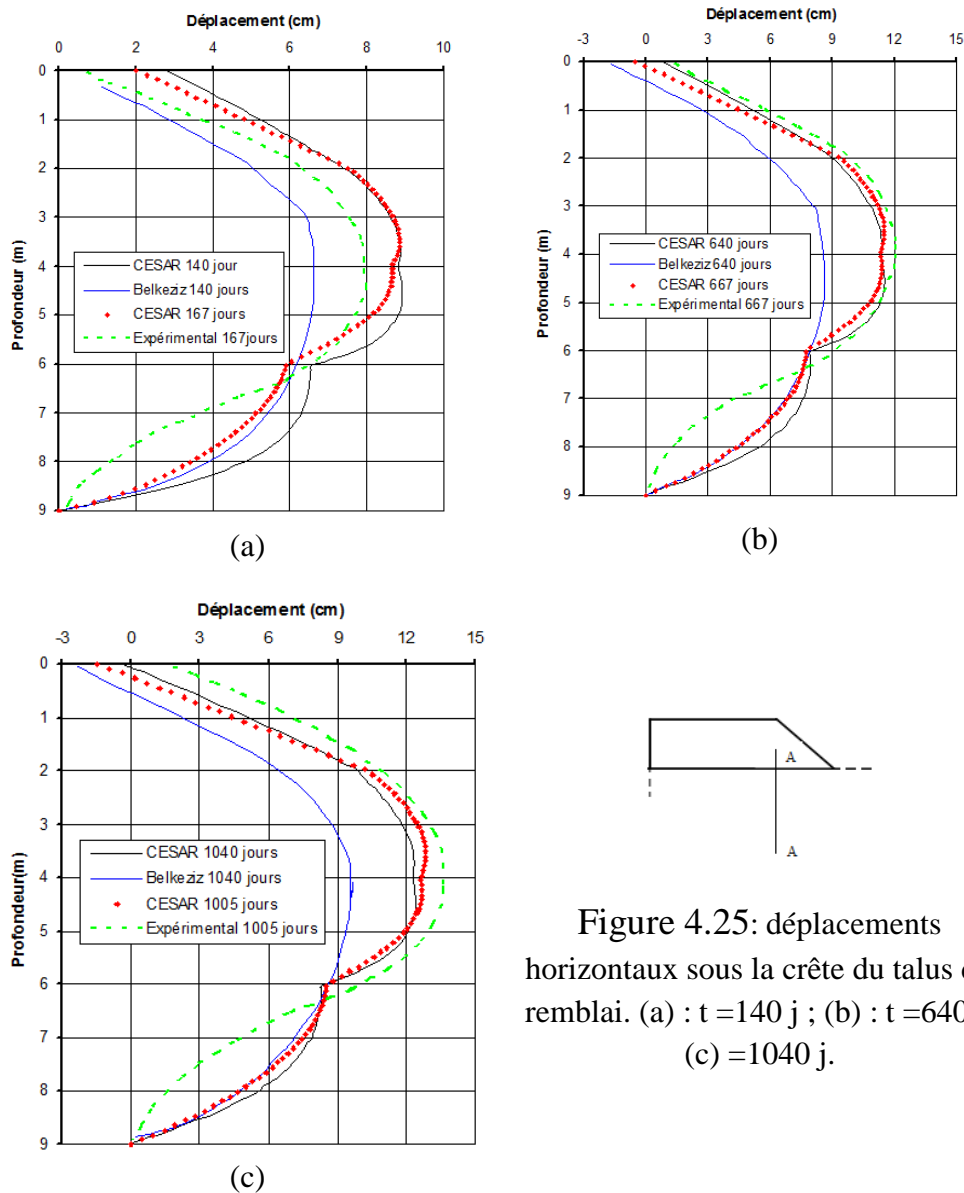 Déplacement (cm)
0 2 4 6 8 10
Profondeur (m)
0
1
2
3
4
5
6
7
8
9
CESAR 140 jour
Belkeziz 140 jours
CESAR 167 jours
Expérimental 167jours
(a)
Déplacement (cm)
-3 0 3 6 9 12 15
Profondeur (m)
0
1
2
3
4
5
6
7
8
9
CESAR 640 jours
Belkeziz640 jours
CESAR 667 jours
Expérimental 667 jours
(b)
Déplacement (cm)
-3 0 3 6 9 12 15
Profondeur(m)
0
1
2
3
4
5
6
7
8
9
CESAR 1040 jours
Belkeziz 1040 jours
CESAR 1005 jours
Expérimental 1005 jours
(c)
A
A
Figure 4.25: déplacements
horizontaux sous la crête du talus
remblai. (a) : t =140 j ; (b) : t =640
(c) =1040 j.